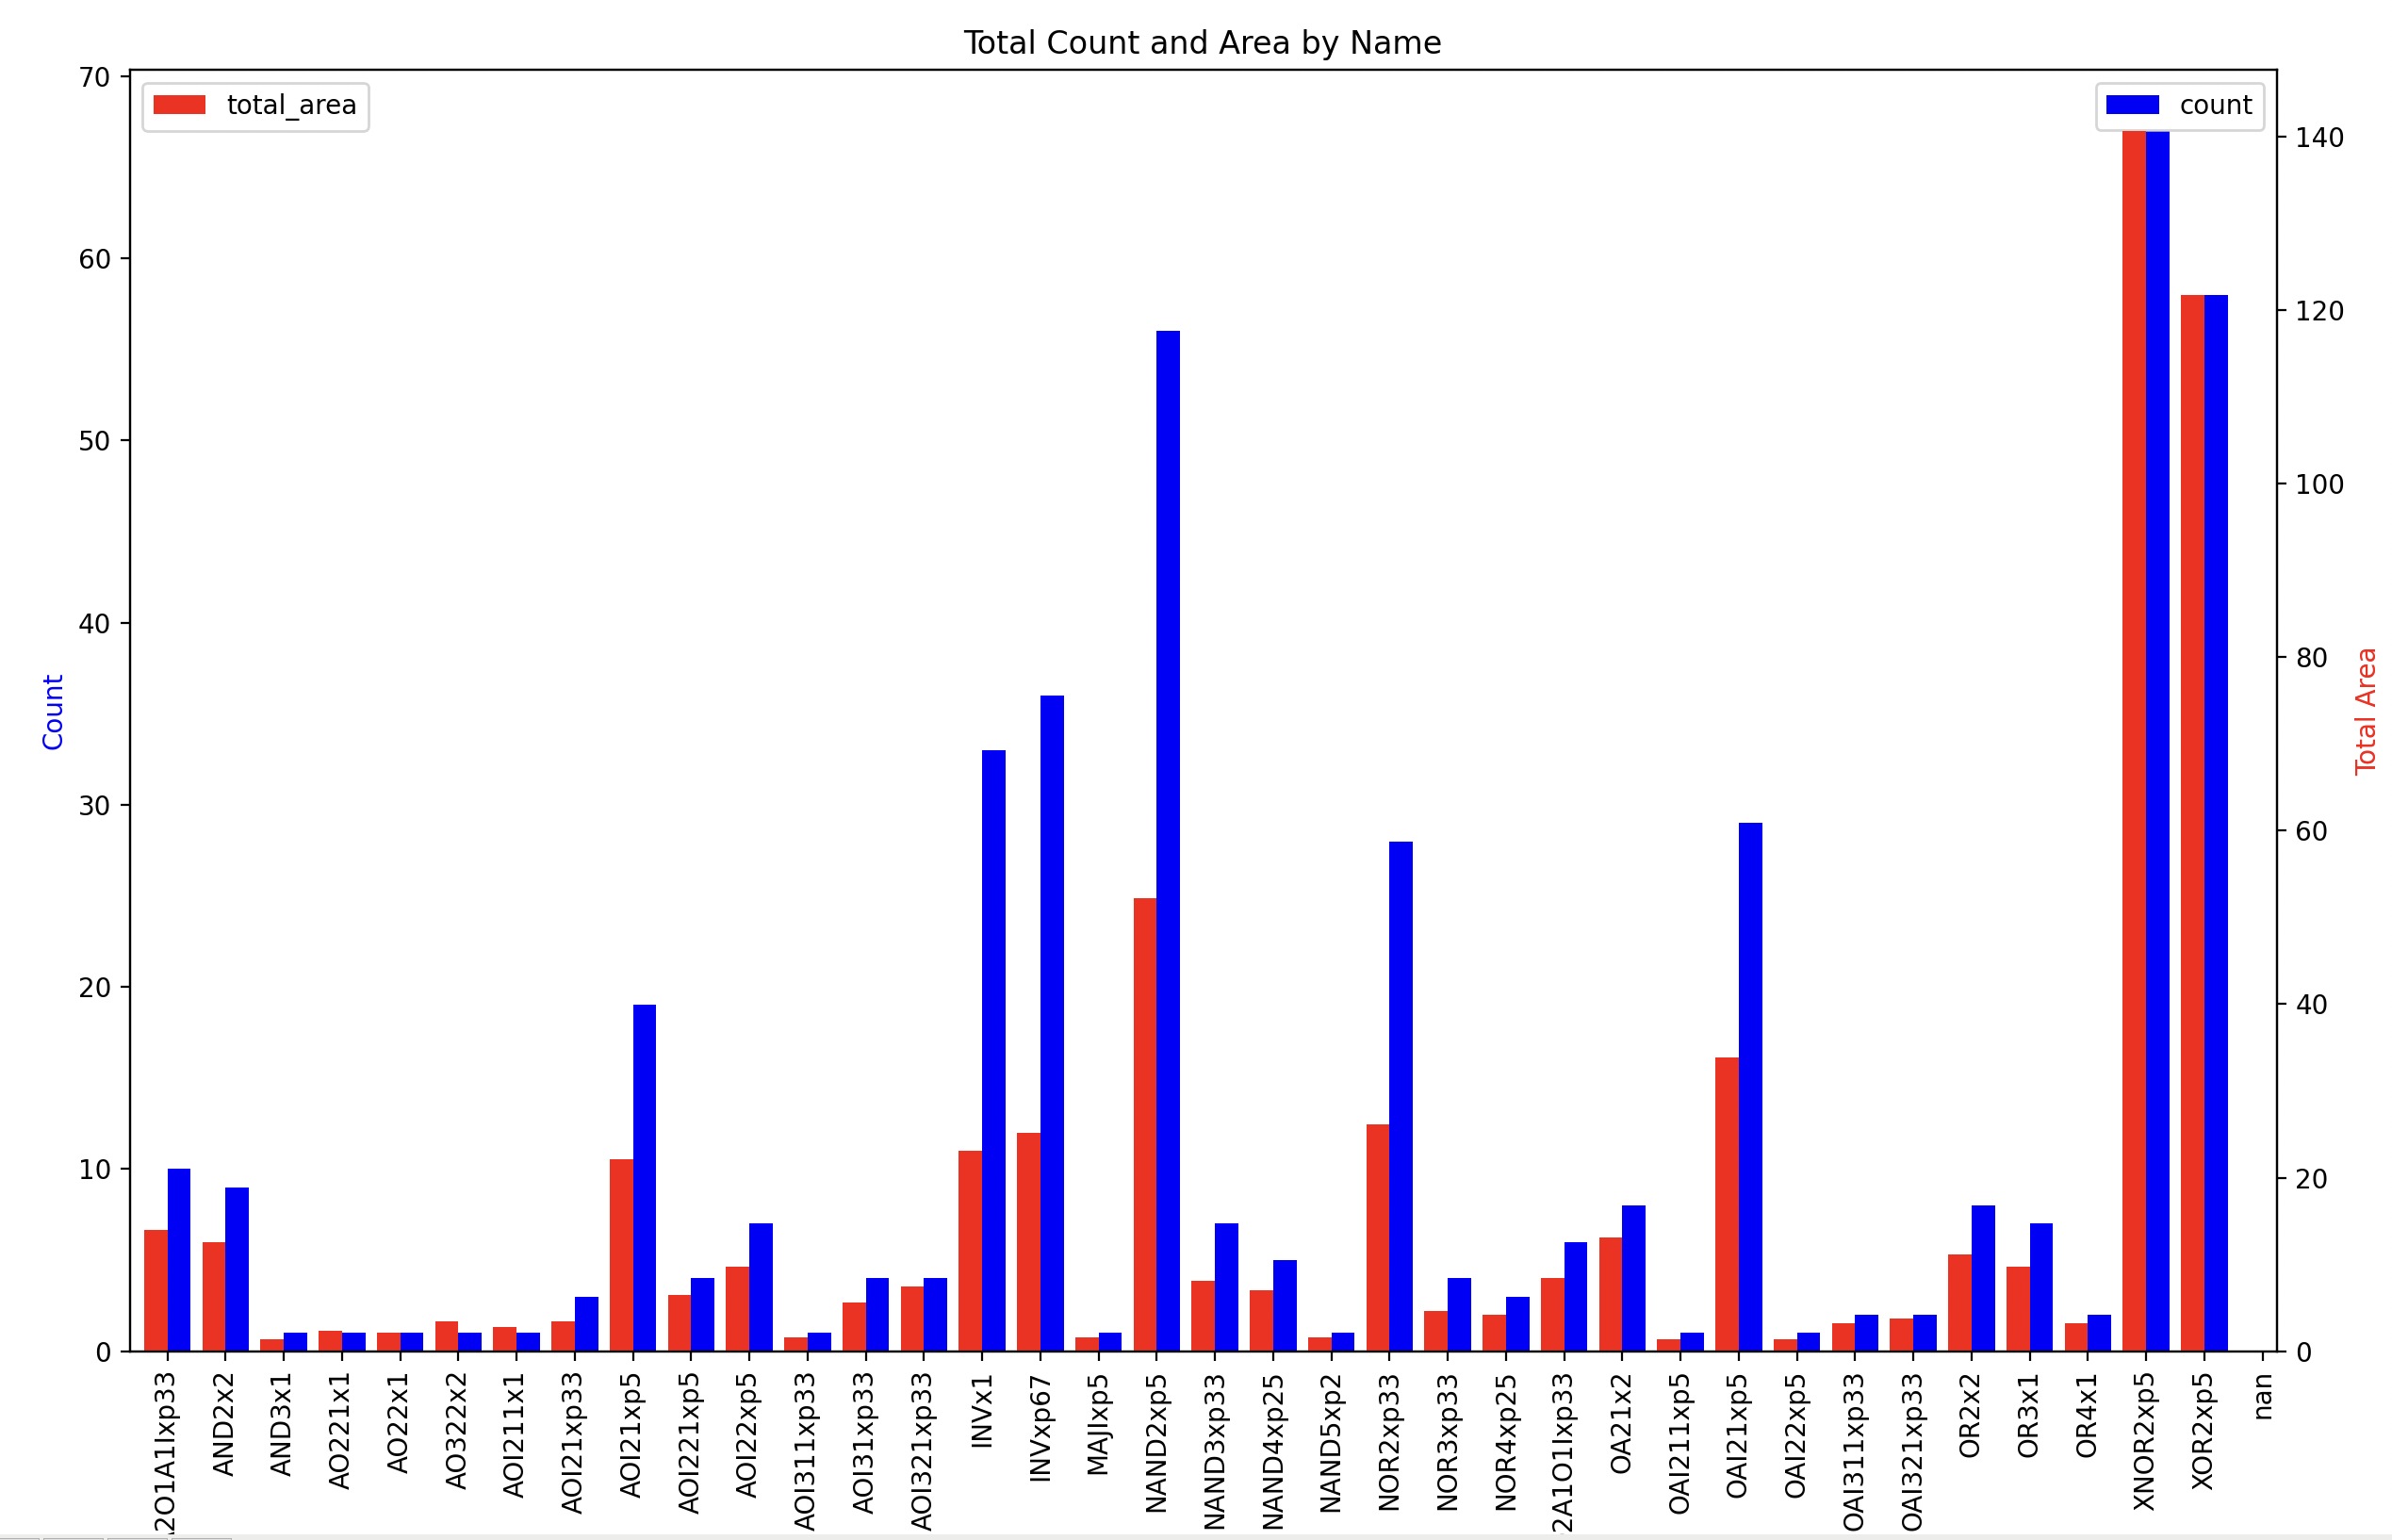 Total Count and Area by Name
total_area
count
70
60
50
40
30
20
10
0
Count
140
120
100
80
60
40
20
0
Total Area
2O1A1Ixp33
AND2x2
AND3x1
AO221x1
AO22x1
AO322x2
AOI211x1
AOI21xp33
AOI21xp5
AOI221xp5
AOI22xp5
AOI311xp33
AOI31xp33
AOI321xp33
INVx1
INVxp67
MAJIxp5
NAND2xp5
NAND3xp33
NAND4xp25
NAND5xp2
NOR2xp33
NOR3xp33
NOR4xp25
2A1O1Ixp33
OA21x2
OAI211xp5
OAI21xp5
OAI22xp5
OAI311xp33
OAI321xp33
OR2x2
OR3x1
OR4x1
XNOR2xp5
XOR2xp5
nan